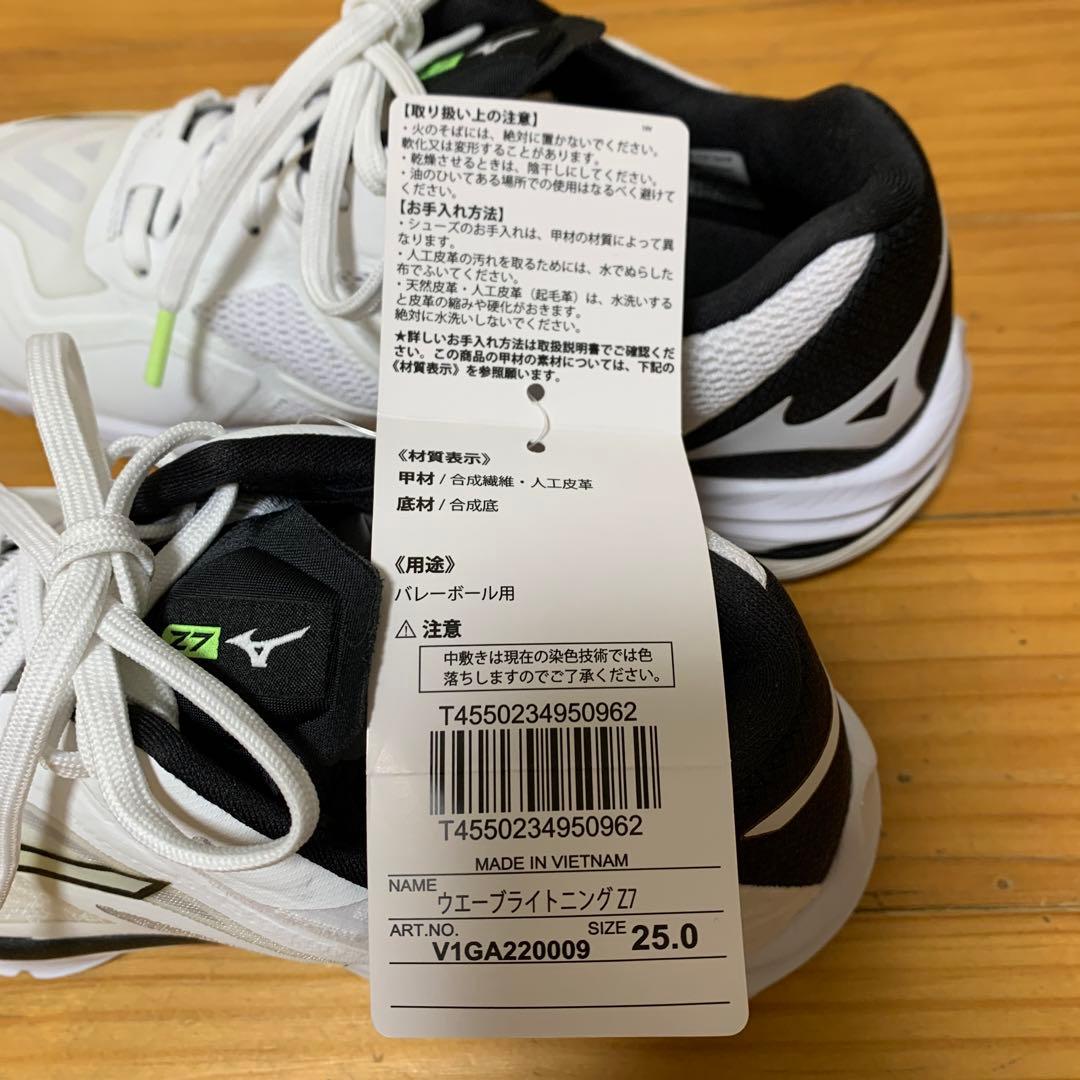 【取り扱い上の注意】
・火のそばには、絶対に置かないでください。
軟化又は変形することがあります。
・乾燥させるときは、陰干しにしてください。
・油のひいてある場所での使用はなるべく避けて
ください。
【お手入れ方法】
・シューズのお手入れは、甲材の材質によって異
なります。
・人工皮革の汚れを取るためには、水でぬらした
布でふいてください。
・天然皮革・人工皮革（起毛革）は、水洗いする
と皮革の縮みや硬化がおきます。
絶対に水洗いしないでください。
★詳しいお手入れ方法は取扱説明書でご確認くだ
さい。この商品の甲材の素材については、下記の
《材質表示》を参照願います。
《材質表示》
甲材 / 合成繊維・人工皮革
底材 / 合成底
《用途》
バレーボール用
⚠ 注意
中敷きは現在の染色技術では色
落ちしますのでご了承ください。
T4550234950962
T4550234950962
MADE IN VIETNAM
NAME ウエーブライトニング Z7
ART.NO. V1GA220009 SIZE 25.0
Z7